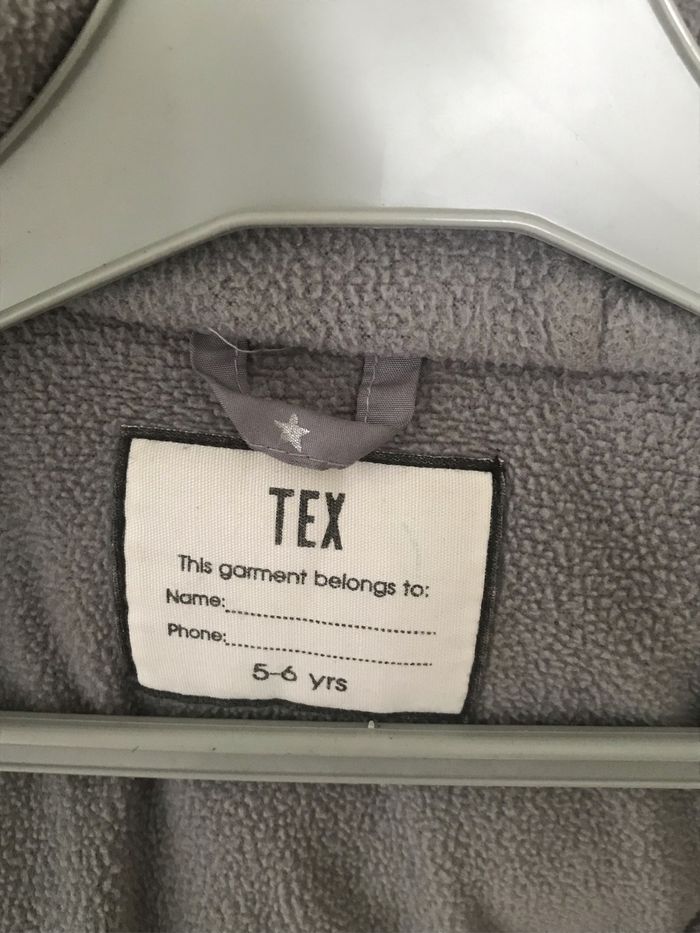 TEX
This garment belongs to:
Name:
Phone:
5-6 yrs